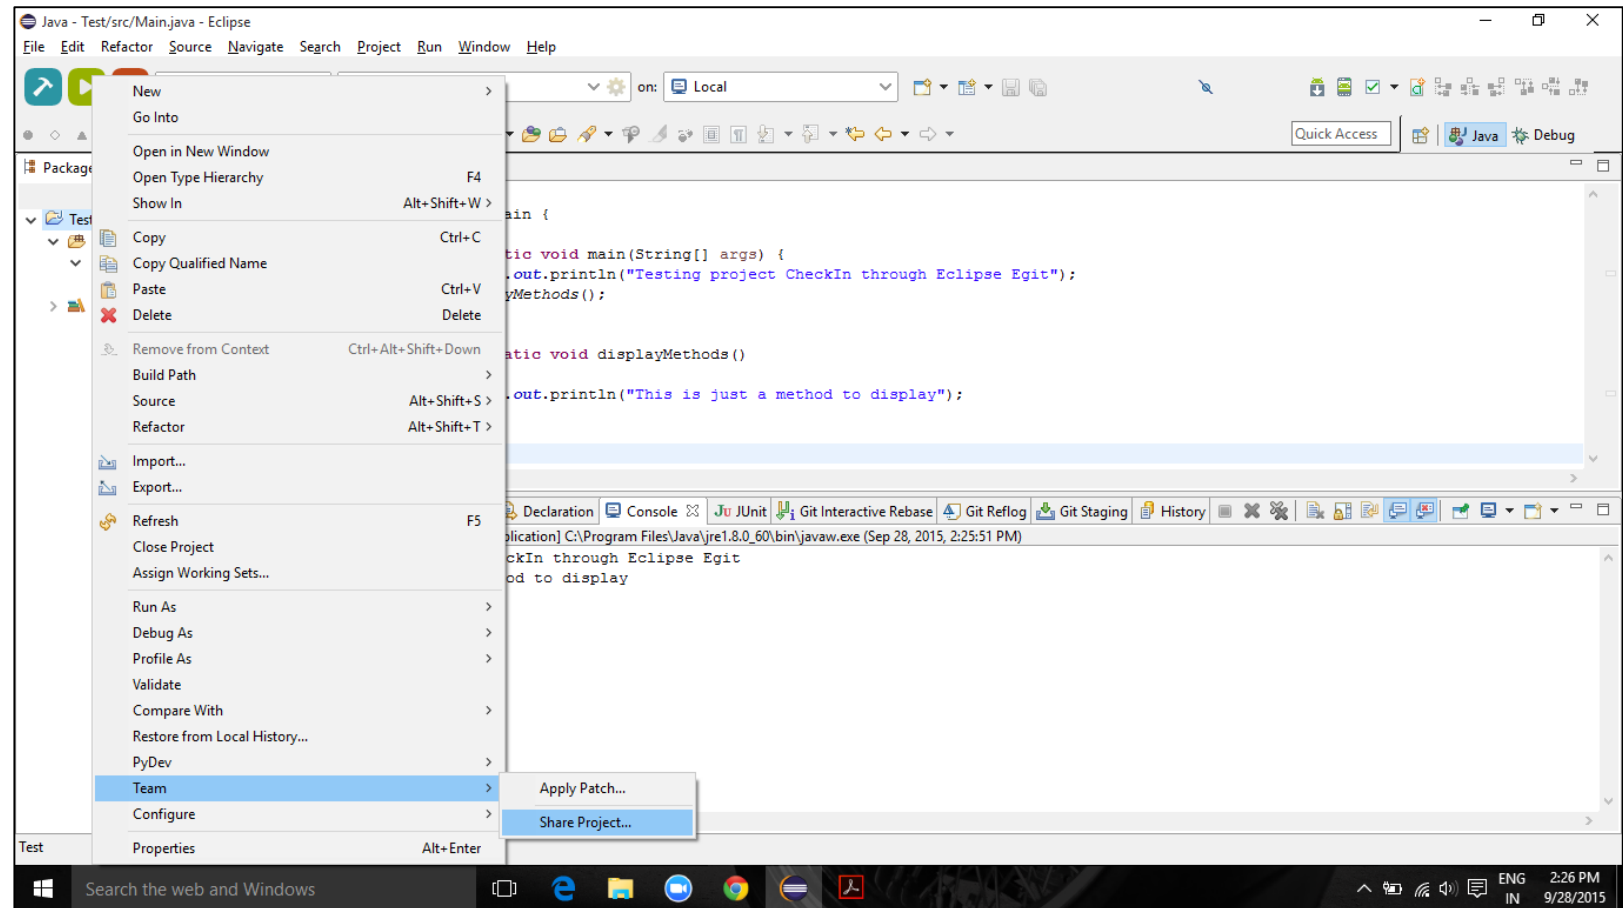 Java - Test/src/Main.java - Eclipse
File Edit Refactor Source Navigate Search Project Run Window Help
on: Local
Quick Access Java Debug
Package
Test
New
Go Into
Open in New Window
Open Type Hierarchy F4
Show In Alt+Shift+W >
Copy Ctrl+C
Copy Qualified Name
Paste Ctrl+V
Delete Delete
Remove from Context Ctrl+Alt+Shift+Down
Build Path >
Source Alt+Shift+S >
Refactor Alt+Shift+T >
Import...
Export...
Refresh F5
Close Project
Assign Working Sets...
Run As >
Debug As >
Profile As >
Validate
Compare With >
Restore from Local History...
PyDev >
Team >
Configure >
Properties Alt+Enter
Apply Patch...
Share Project...
ain {
tic void main(String[] args) {
.out.println("Testing project CheckIn through Eclipse Egit");
yMethods();
atic void displayMethods()
.out.println("This is just a method to display");
Declaration Console Ju JUnit Git Interactive Rebase Git Reflog Git Staging History
plication] C:\Program Files\Java\jre1.8.0_60\bin\javaw.exe (Sep 28, 2015, 2:25:51 PM)
ckIn through Eclipse Egit
od to display
Test
Search the web and Windows
ENG 2:26 PM
IN 9/28/2015